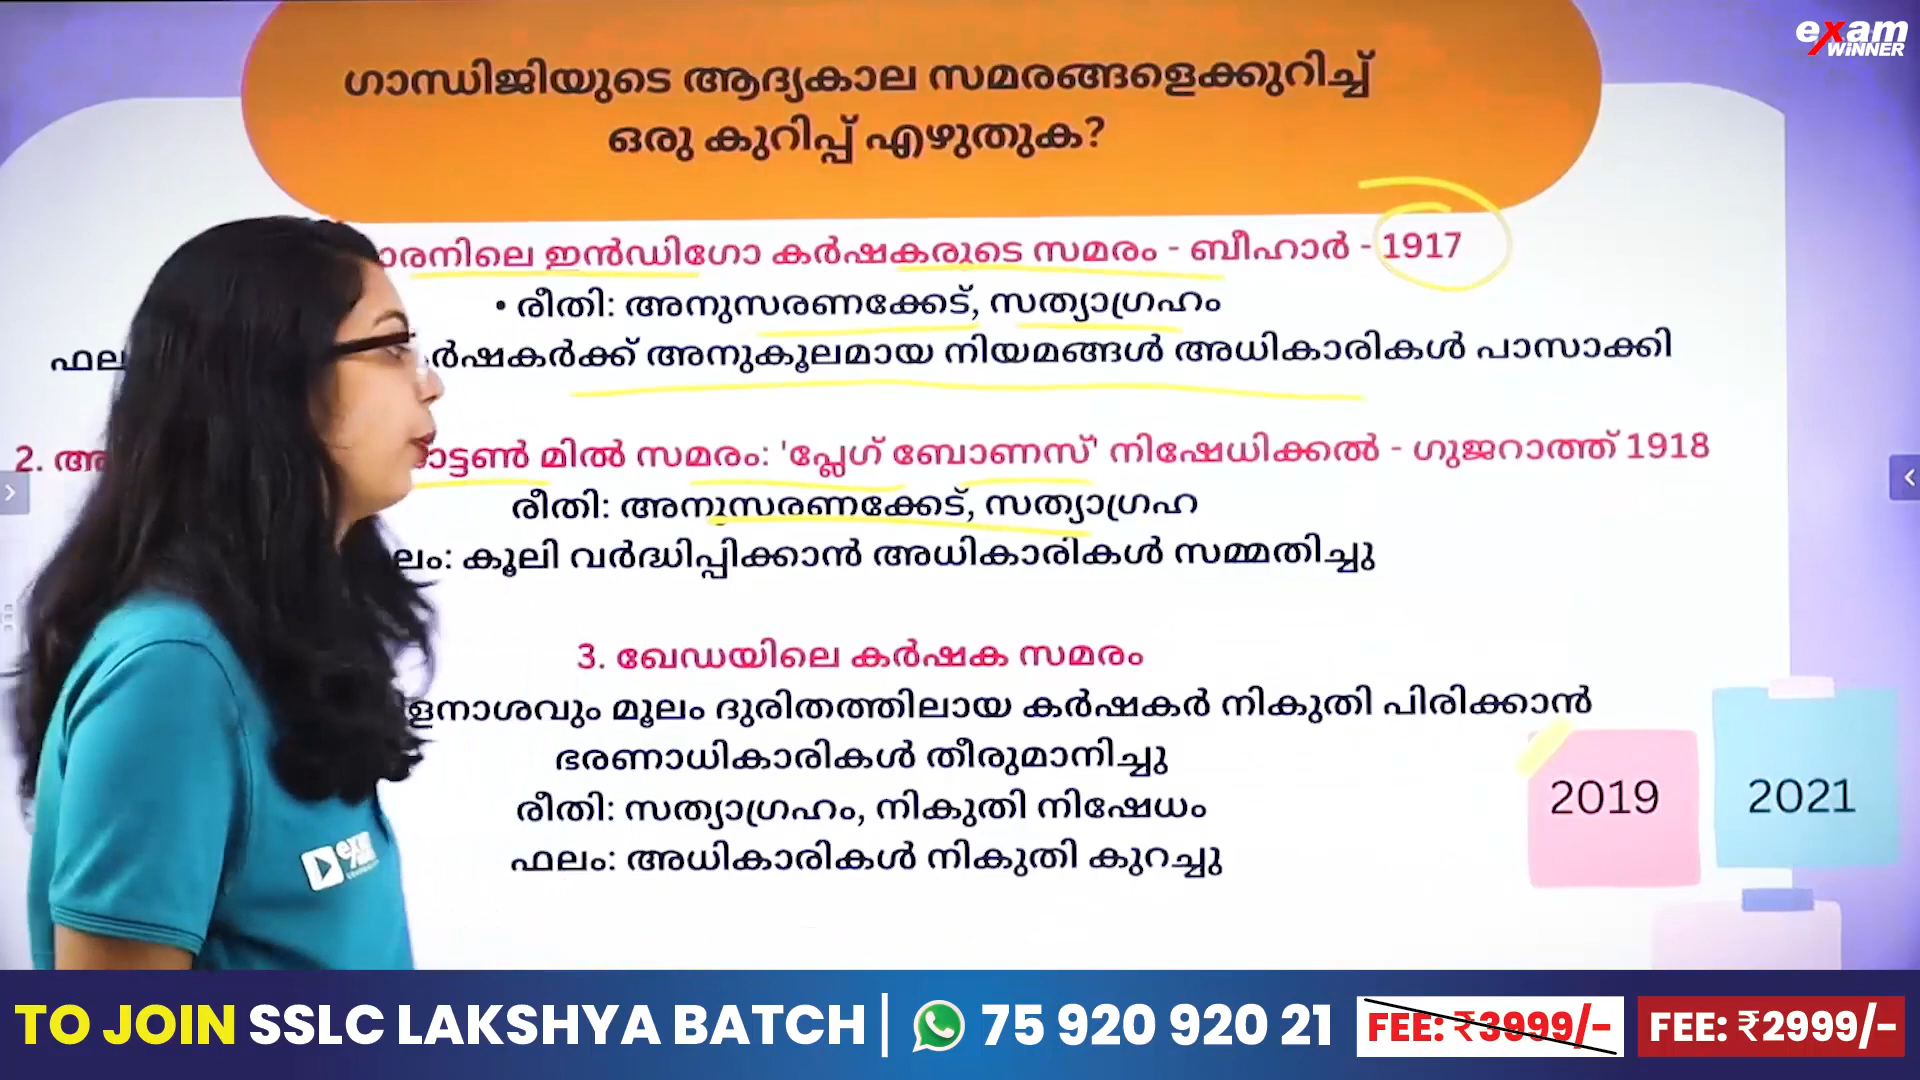 exam
WINNER
ഗാന്ധിജിയുടെ ആദ്യകാല സമരങ്ങളെക്കുറിച്ച്
ഒരു കുറിപ്പ് എഴുതുക?
ഇൻഡിഗോ കർഷകരുടെ സമരം - ബീഹാർ - 1917
• രീതി: അനുസരണക്കേട്, സത്യാഗ്രഹം
അനുകൂലമായ നിയമങ്ങൾ അധികാരികൾ പാസാക്കി
2. മിൽ സമരം: 'പ്ലേഗ് ബോണസ്' നിഷേധിക്കൽ - ഗുജറാത്ത് 1918
രീതി: അനുസരണക്കേട്, സത്യാഗ്രഹ
കൂലി വർദ്ധിപ്പിക്കാൻ അധികാരികൾ സമ്മതിച്ചു
3. ഖേഡയിലെ കർഷക സമരം
മൂലം ദുരിതത്തിലായ കർഷകർ നികുതി പിരിക്കാൻ
ഭരണാധികാരികൾ തീരുമാനിച്ചു
രീതി: സത്യാഗ്രഹം, നികുതി നിഷേധം
ഫലം: അധികാരികൾ നികുതി കുറച്ചു
2019
2021
exam
TO JOIN SSLC LAKSHYA BATCH | 75 920 920 21
FEE: ₹3999/-
FEE: ₹2999/-